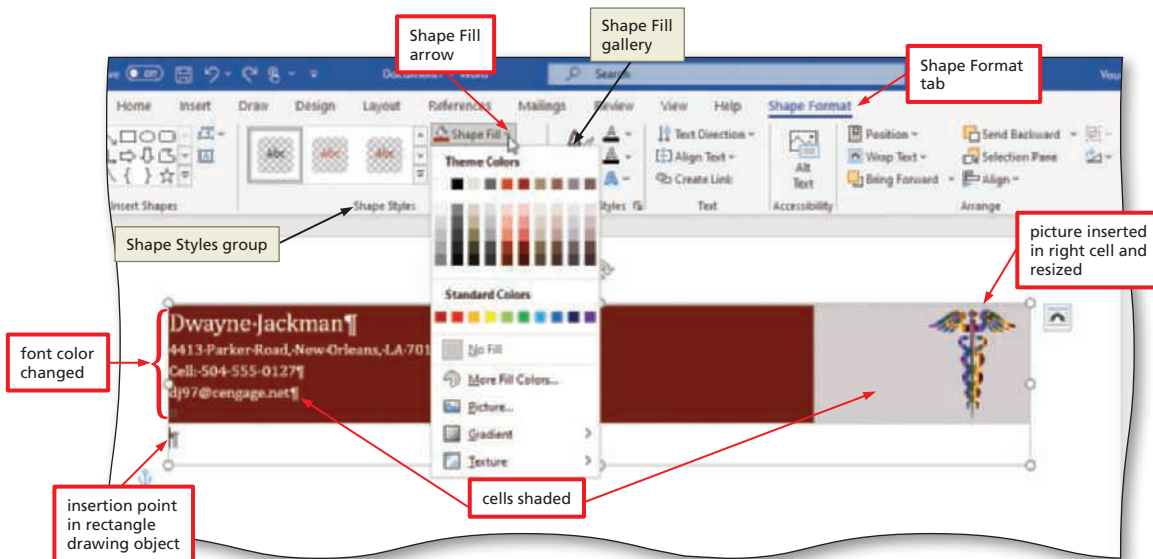 Shape Fill
arrow
Shape Fill
gallery
Shape Format
tab
Search
Home Insert Draw Design Layout References Mailings Review View Help Shape Format
Shape Fill
Abc Abc Abc
Text Direction
Align Text
Create Link
Alt
Text
Position
Wrap Text
Bring Forward
Send Backward
Selection Pane
Align
Insert Shapes
Shape Styles
Styles
Text
Accessibility
Arrange
Theme Colors
Standard Colors
No Fill
More Fill Colors...
Picture...
Gradient
Texture
Shape Styles group
picture inserted
in right cell and
resized
font color
changed
Dwayne·Jackman¶
4413·Parker·Road,·New·Orleans,·LA·701
Cell:·504-555-0127¶
dj97@cengage.net¶
¶
insertion point
in rectangle
drawing object
cells shaded